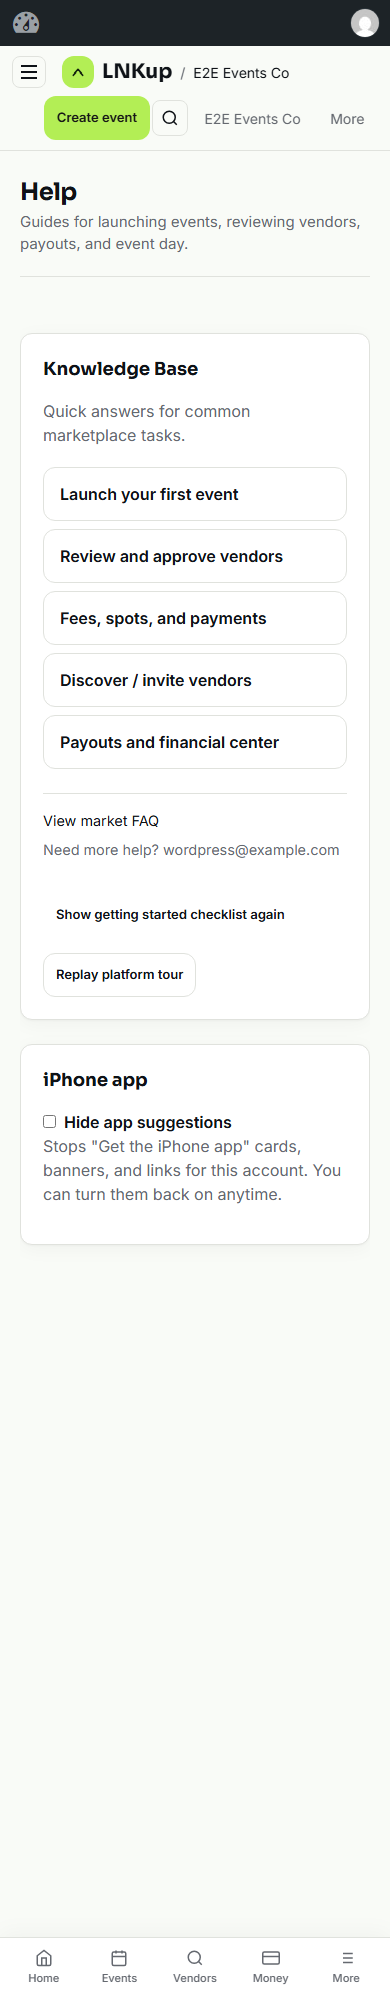 LNKup / E2E Events Co
Create event E2E Events Co More
Help
Guides for launching events, reviewing vendors,
payouts, and event day.
Knowledge Base
Quick answers for common
marketplace tasks.
Launch your first event
Review and approve vendors
Fees, spots, and payments
Discover / invite vendors
Payouts and financial center
View market FAQ
Need more help? wordpress@example.com
Show getting started checklist again
Replay platform tour
iPhone app
Hide app suggestions
Stops "Get the iPhone app" cards,
banners, and links for this account. You
can turn them back on anytime.
Home Events Vendors Money More